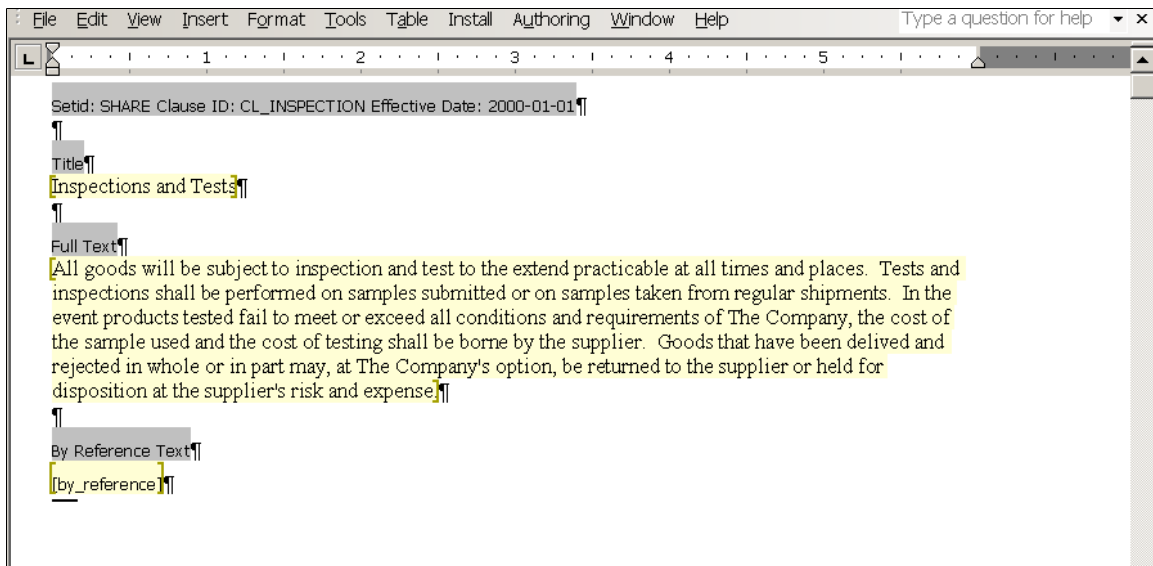 File Edit View Insert Format Tools Table Install Authoring Window Help Type a question for help
L 1 2 3 4 5
Setid: SHARE Clause ID: CL_INSPECTION Effective Date: 2000-01-01¶
¶
Title¶
[Inspections and Tests]¶
¶
Full Text¶
[All goods will be subject to inspection and test to the extend practicable at all times and places.  Tests and
inspections shall be performed on samples submitted or on samples taken from regular shipments.  In the
event products tested fail to meet or exceed all conditions and requirements of The Company, the cost of
the sample used and the cost of testing shall be borne by the supplier.  Goods that have been delived and
rejected in whole or in part may, at The Company's option, be returned to the supplier or held for
disposition at the supplier's risk and expense.]¶
¶
By Reference Text¶
[[by_reference]]¶